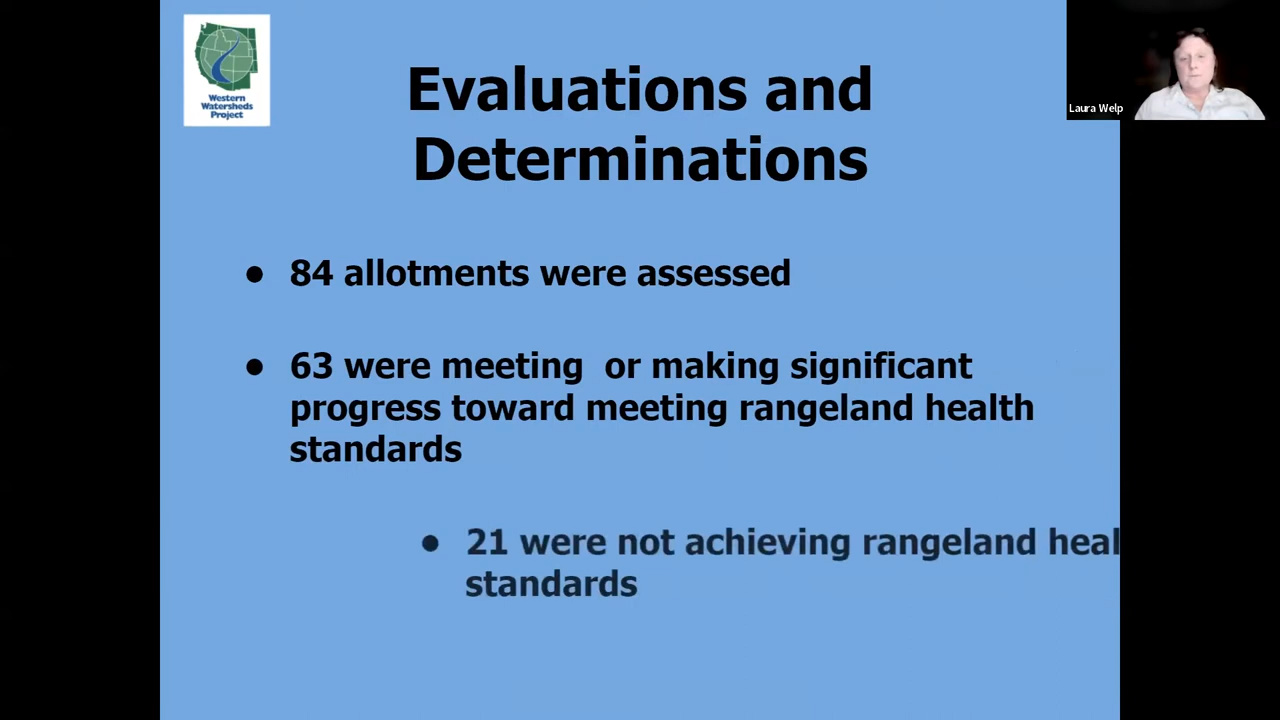 Western
Watersheds
Project
Laura Welp
Evaluations and
Determinations
● 84 allotments were assessed
● 63 were meeting  or making significant
progress toward meeting rangeland health
standards
● 21 were not achieving rangeland heal
standards